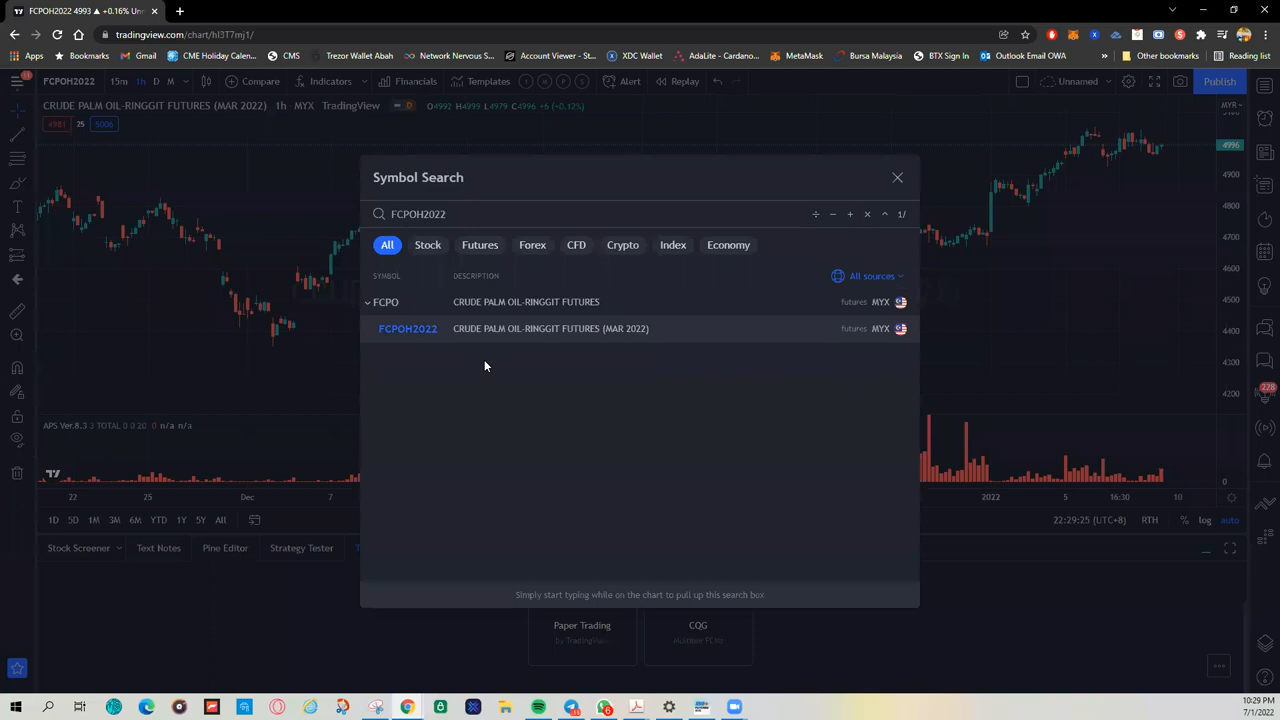 FCPOH2022 4993 ▲ +0.16% Unn
tradingview.com/chart/hl3T7mj1/
Apps Bookmarks Gmail CME Holiday Calen... CMS Trezor Wallet Abah Network Nervous S... Account Viewer - St... XDC Wallet AdaLite - Cardano... MetaMask Bursa Malaysia BTX Sign In Outlook Email OWA Other bookmarks Reading list
11
FCPOH2022 15m 1h D M Compare Indicators Financials Templates Alert Replay Unnamed Publish
CRUDE PALM OIL-RINGGIT FUTURES (MAR 2022) 1h MYX TradingView D O4992 H4999 L4979 C4996 +6 (+0.12%) MYR
4981 25 5006
4996
4900
4800
4700
4600
4500
4400
4300
4200
Symbol Search
FCPOH2022 1/
All Stock Futures Forex CFD Crypto Index Economy
SYMBOL DESCRIPTION All sources
FCPO CRUDE PALM OIL-RINGGIT FUTURES futures MYX
FCPOH2022 CRUDE PALM OIL-RINGGIT FUTURES (MAR 2022) futures MYX
Simply start typing while on the chart to pull up this search box
228
APS Ver.8.3 3 TOTAL 0 0 20 0 n/a n/a
0
22 25 Dec 7 2022 5 16:30 10
1D 5D 1M 3M 6M YTD 1Y 5Y All 22:29:25 (UTC+8) RTH % log auto
Stock Screener Text Notes Pine Editor Strategy Tester
Paper Trading
by TradingView
CQG
10:29 PM
7/1/2022